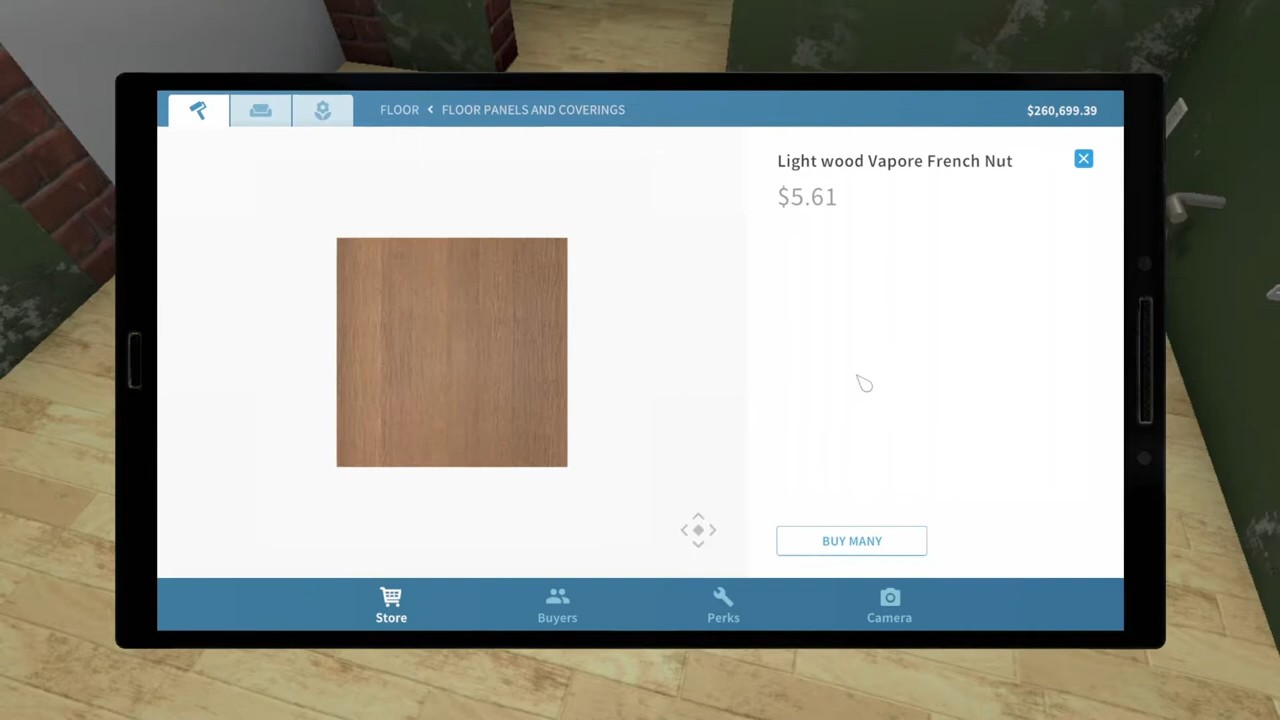 FLOOR < FLOOR PANELS AND COVERINGS
$260,699.39
Light wood Vapore French Nut
$5.61
BUY MANY
Store
Buyers
Perks
Camera